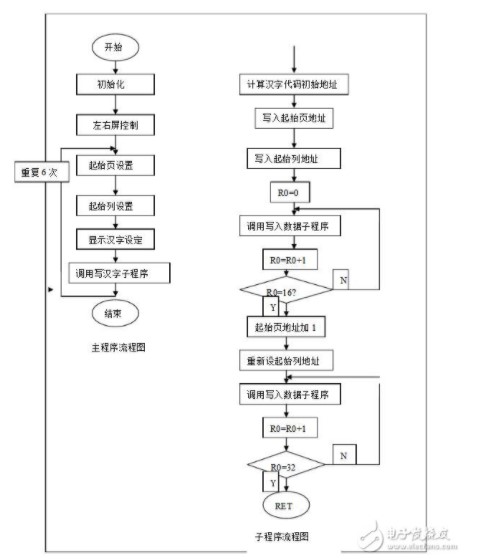 开始
初始化
左右屏控制
重复6次
起始页设置
起始列设置
显示汉字设定
调用写汉字子程序
结束
主程序流程图
计算汉字代码初始地址
写入起始页地址
写入起始列地址
R0=0
调用写入数据子程序
R0=R0+1
R0=16?
N
Y
起始页地址加1
重新设起始列地址
调用写入数据子程序
R0=R0+1
R0=32
N
Y
RET
子程序流程图
电子发烧友
www.elecfans.com